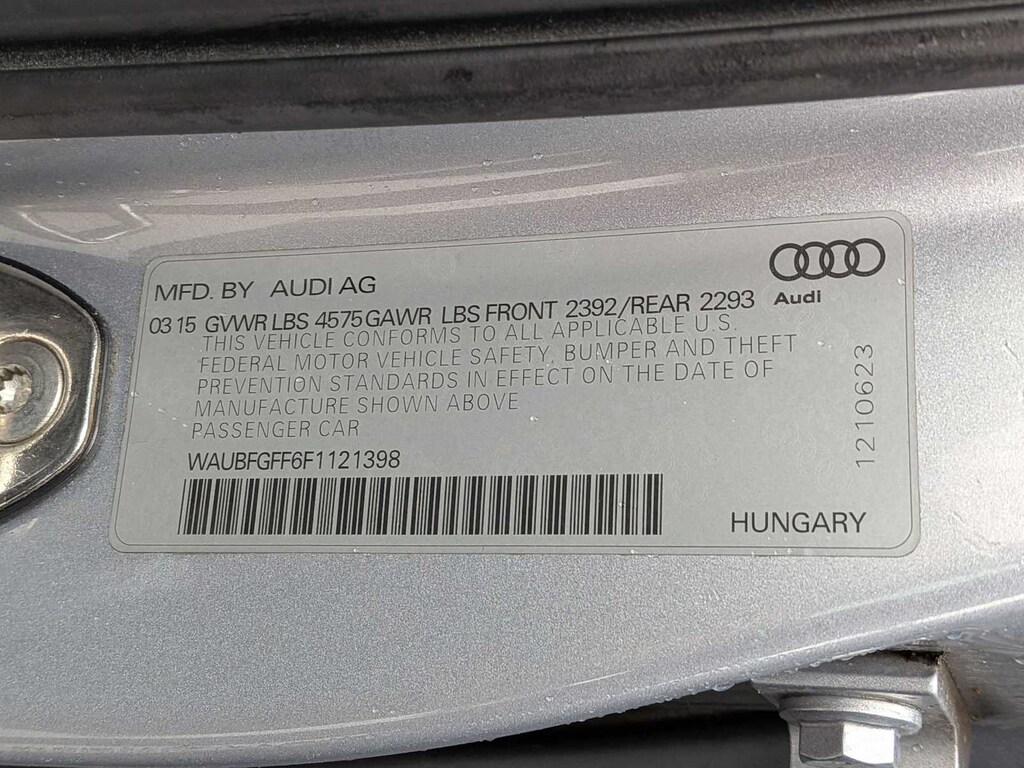 MFD. BY AUDI AG
Audi
03 15 GVWR LBS 4575 GAWR LBS FRONT 2392/REAR 2293
THIS VEHICLE CONFORMS TO ALL APPLICABLE U.S.
FEDERAL MOTOR VEHICLE SAFETY, BUMPER AND THEFT
PREVENTION STANDARDS IN EFFECT ON THE DATE OF
MANUFACTURE SHOWN ABOVE
PASSENGER CAR
WAUBFGFF6F1121398
HUNGARY
1210623